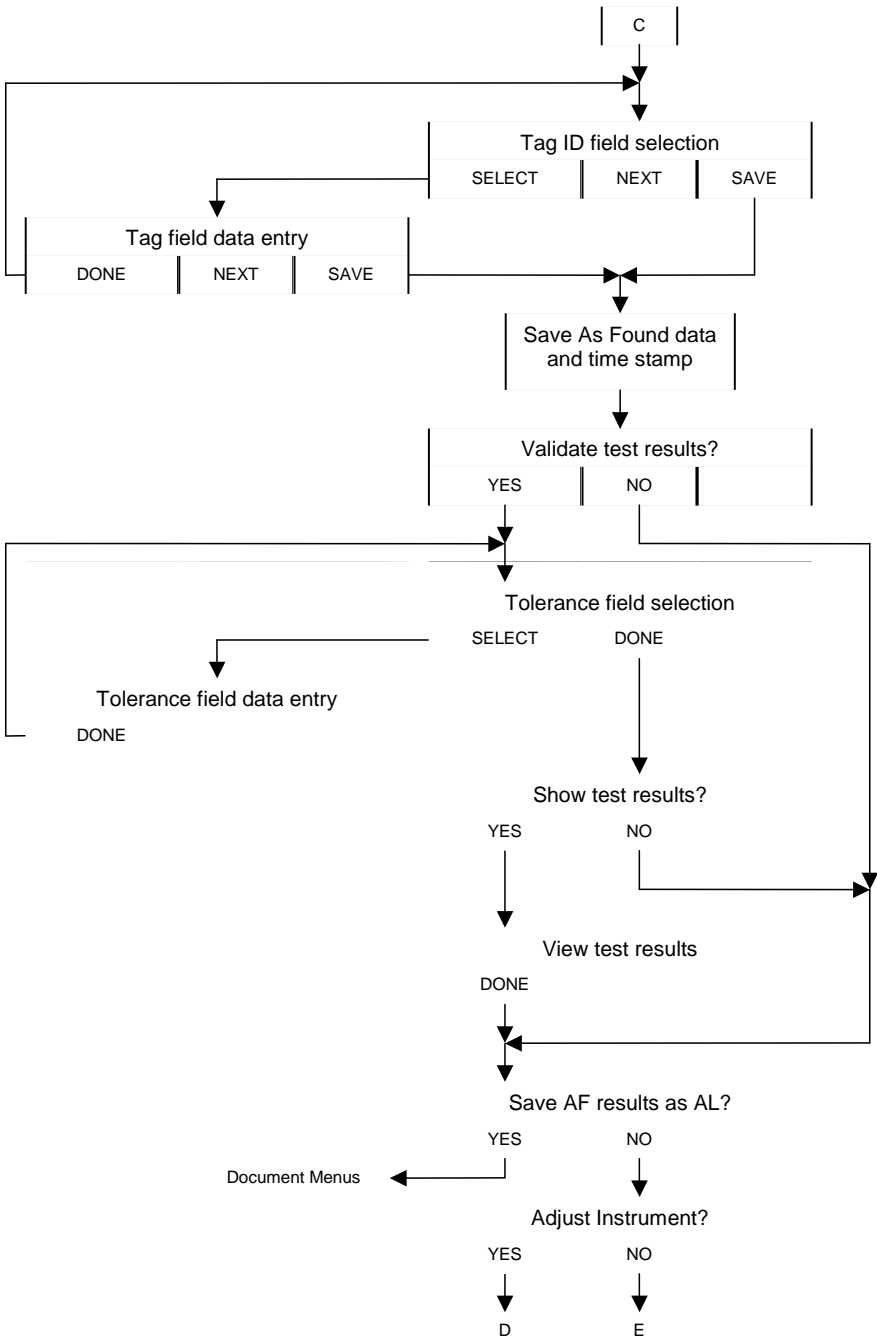 C
Tag ID field selection
SELECT NEXT SAVE
Tag field data entry
DONE NEXT SAVE
Save As Found data
and time stamp
Validate test results?
YES NO
Tolerance field selection
SELECT DONE
Tolerance field data entry
DONE
Show test results?
YES NO
View test results
DONE
Save AF results as AL?
YES NO
Document Menus
Adjust Instrument?
YES NO
D E